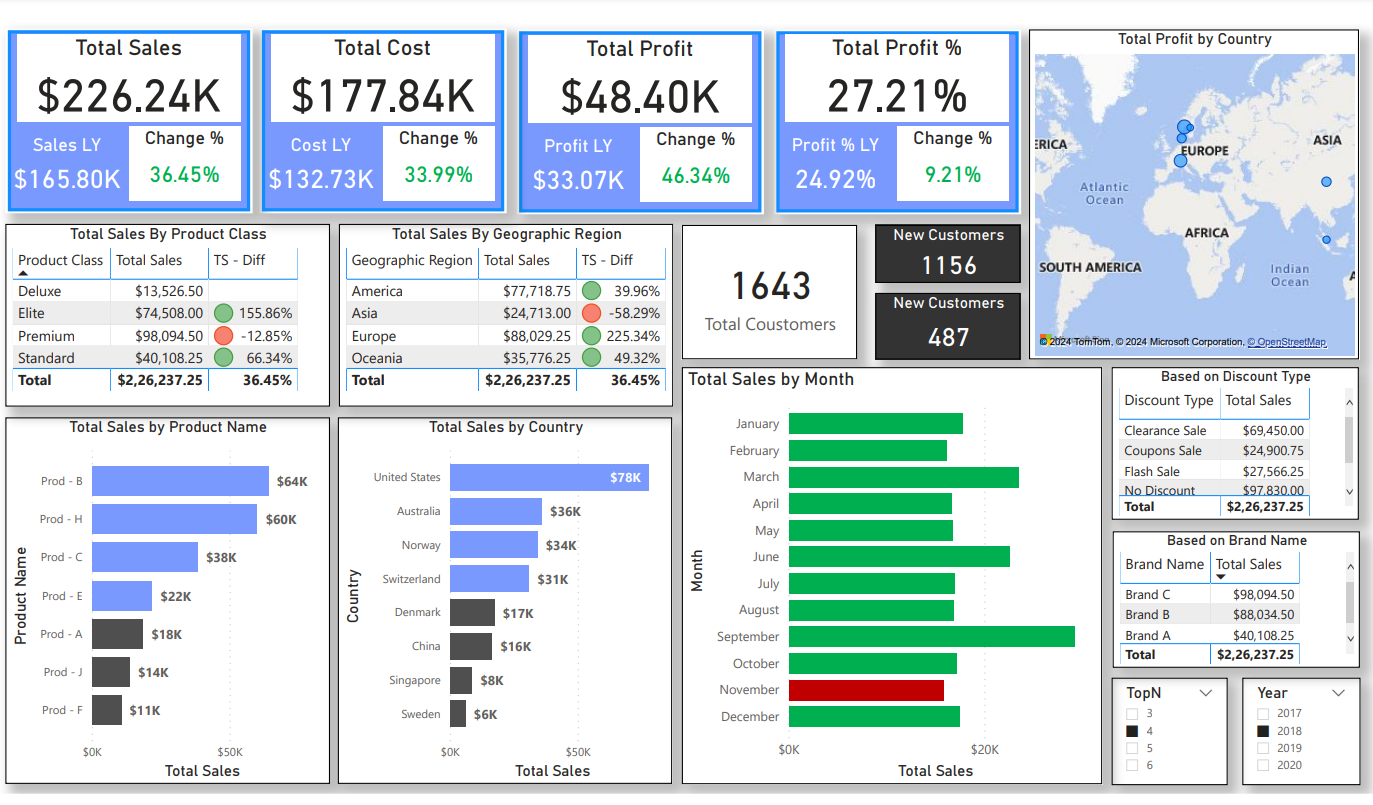 Total Sales
$226.24K
Sales LY
$165.80K
Change %
36.45%
Total Cost
$177.84K
Cost LY
$132.73K
Change %
33.99%
Total Profit
$48.40K
Profit LY
$33.07K
Change %
46.34%
Total Profit %
27.21%
Profit % LY
24.92%
Change %
9.21%
Total Profit by Country
ERICA
EUROPE
ASIA
Atlantic
Ocean
AFRICA
SOUTH AMERICA
Indian
Ocean
A
© 2024 TomTom, © 2024 Microsoft Corporation, © OpenStreetMap
Total Sales By Product Class
Product Class Total Sales TS - Diff
Deluxe $13,526.50
Elite $74,508.00 155.86%
Premium $98,094.50 -12.85%
Standard $40,108.25 66.34%
Total $2,26,237.25 36.45%
Total Sales By Geographic Region
Geographic Region Total Sales TS - Diff
America $77,718.75 39.96%
Asia $24,713.00 -58.29%
Europe $88,029.25 225.34%
Oceania $35,776.25 49.32%
Total $2,26,237.25 36.45%
1643
Total Coustomers
New Customers
1156
New Customers
487
Total Sales by Product Name
Product Name
Prod - B $64K
Prod - H $60K
Prod - C $38K
Prod - E $22K
Prod - A $18K
Prod - J $14K
Prod - F $11K
$0K $50K
Total Sales
Total Sales by Country
Country
United States $78K
Australia $36K
Norway $34K
Switzerland $31K
Denmark $17K
China $16K
Singapore $8K
Sweden $6K
$0K $50K
Total Sales
Total Sales by Month
Month
January
February
March
April
May
June
July
August
September
October
November
December
$0K $20K
Total Sales
Based on Discount Type
Discount Type Total Sales
Clearance Sale $69,450.00
Coupons Sale $24,900.75
Flash Sale $27,566.25
No Discount $97,830.00
Total $2,26,237.25
Based on Brand Name
Brand Name Total Sales
Brand C $98,094.50
Brand B $88,034.50
Brand A $40,108.25
Total $2,26,237.25
TopN
3
4
5
6
Year
2017
2018
2019
2020